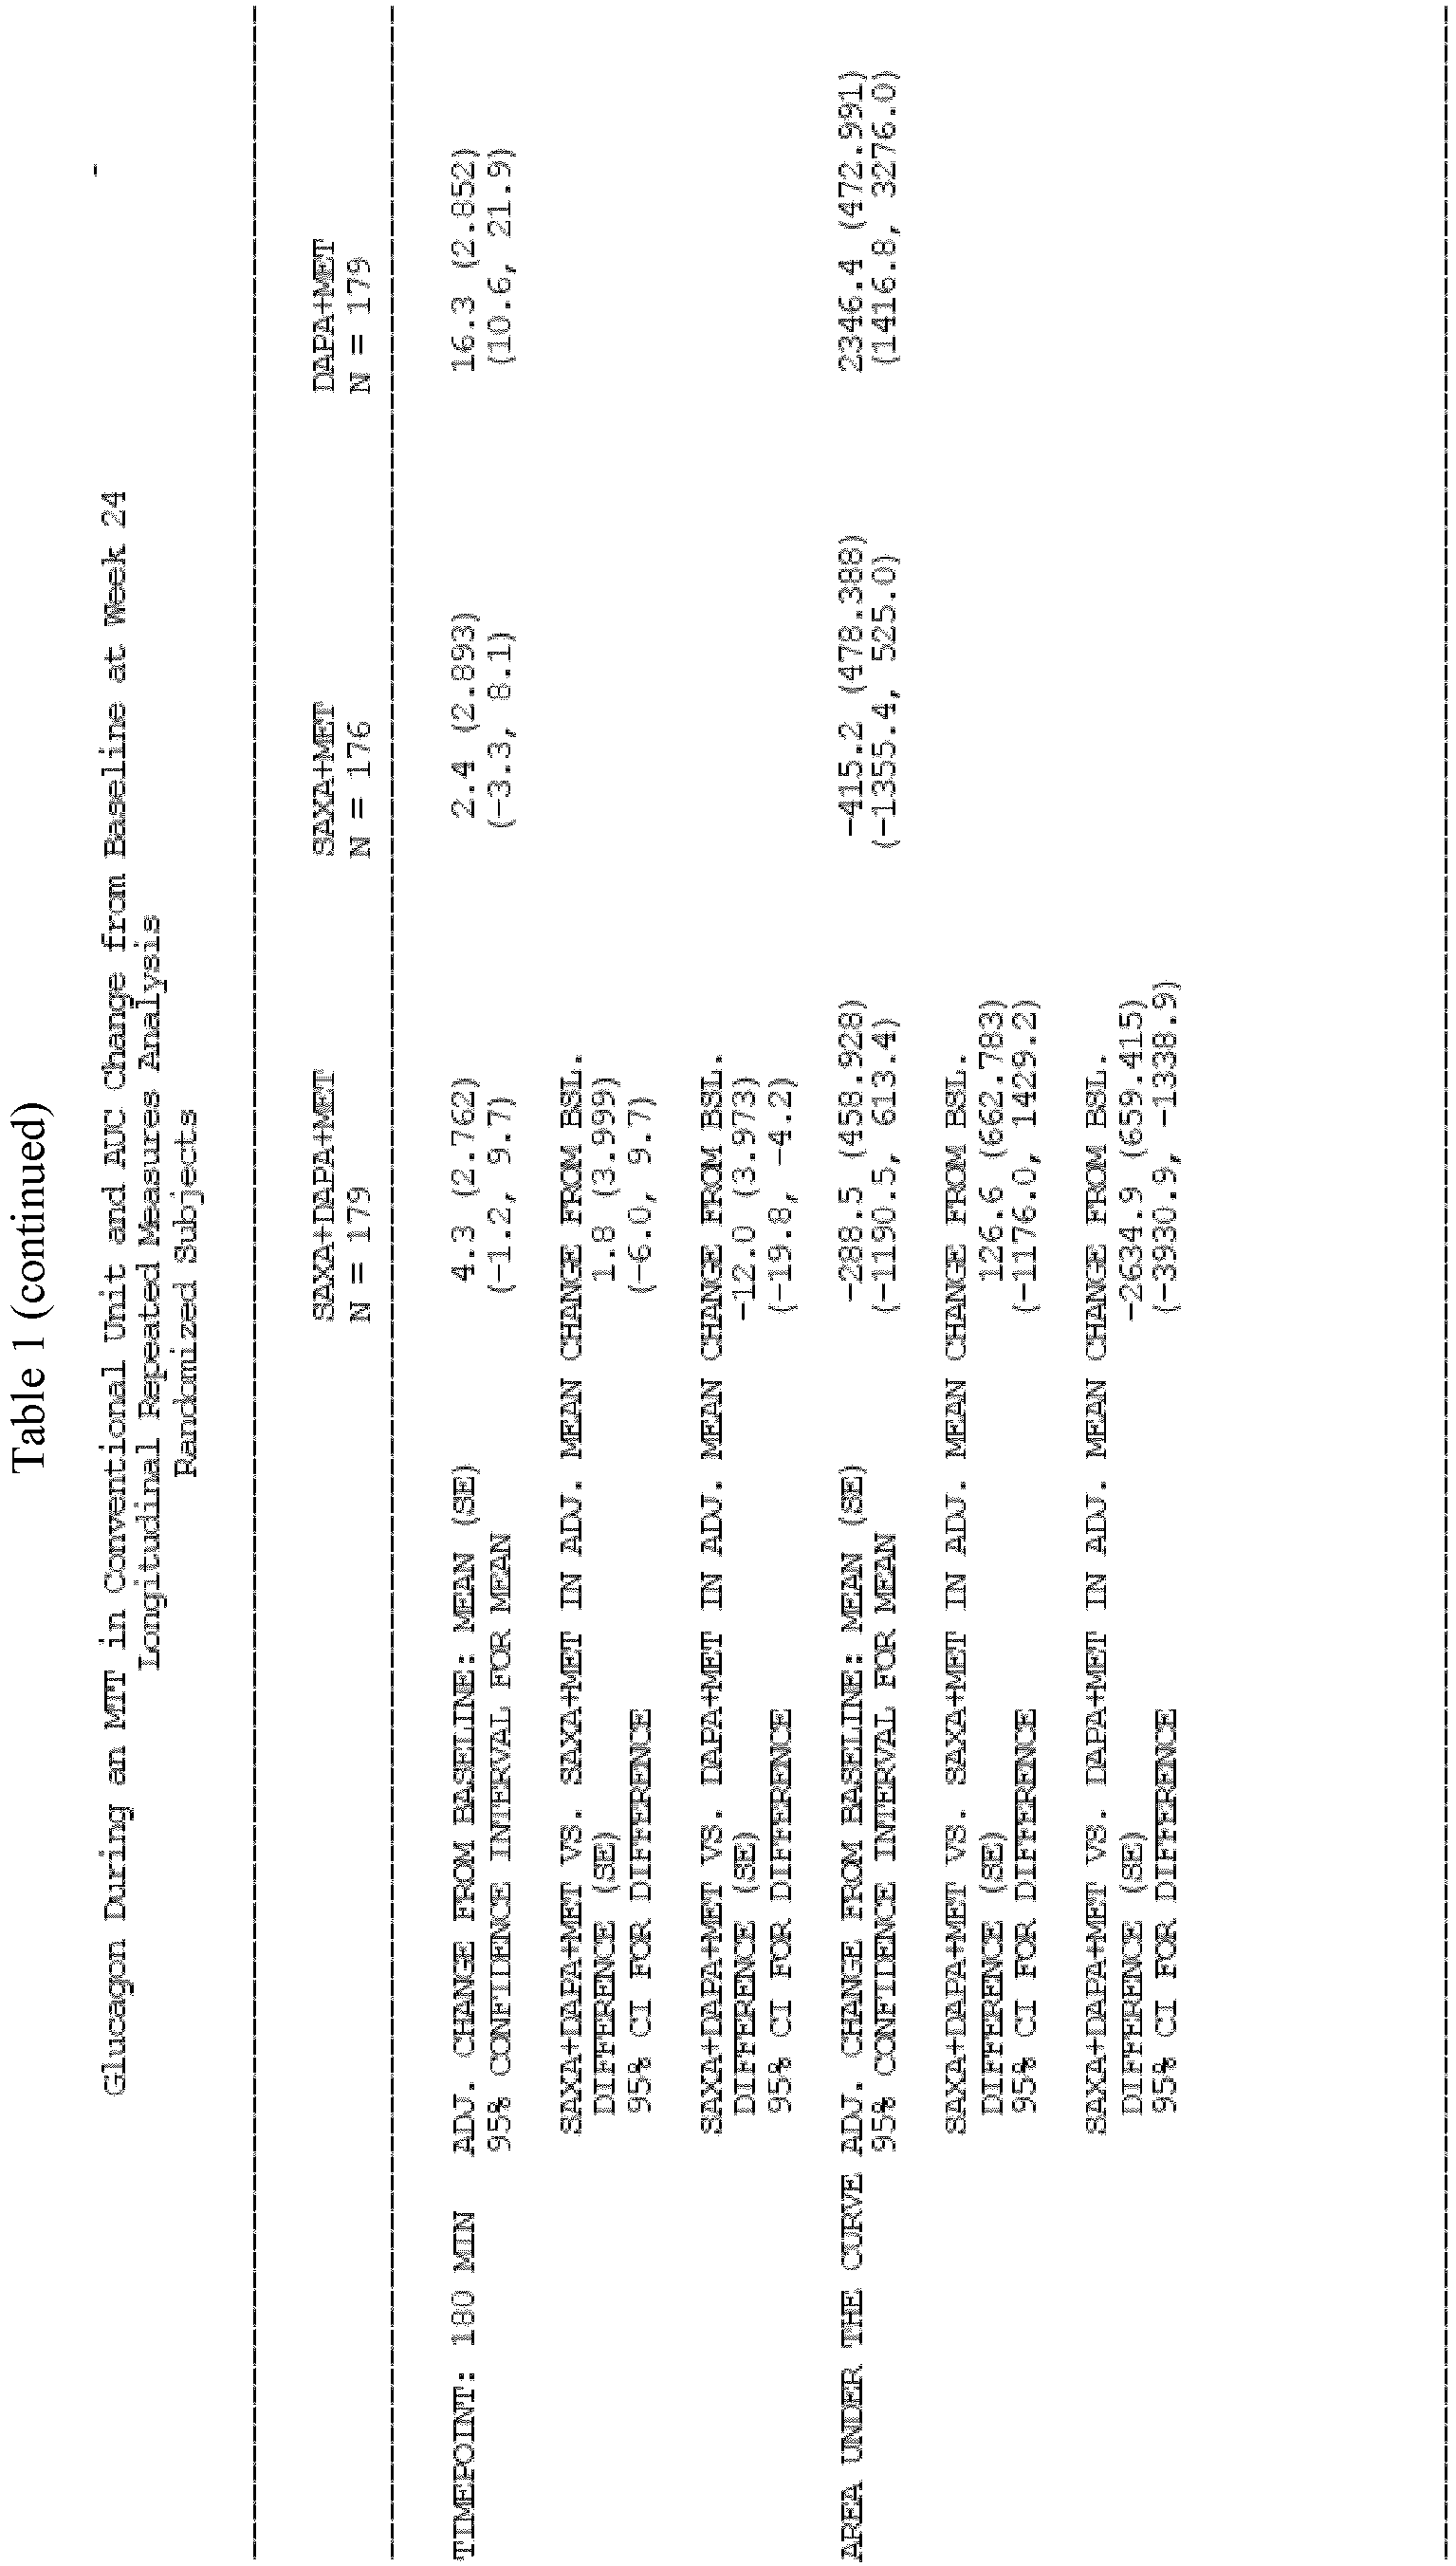 Table 1 (continued)
Glucagon During an MTT in Conventional Unit and AUC Change from Baseline at Week 24
Longitudinal Repeated Measures Analysis
Randomized Subjects
SAXA+DAPA+MET SAXA+MET DAPA+MET
N = 179 N = 176 N = 179
TIMEPOINT: 180 MIN ADJ. CHANGE FROM BASELINE: MEAN (SE) 4.3 (2.762) 2.4 (2.893) 16.3 (2.852)
95% CONFIDENCE INTERVAL FOR MEAN (-1.2, 9.7) (-3.3, 8.1) (10.6, 21.9)
SAXA+DAPA+MET VS. SAXA+MET IN ADJ. MEAN CHANGE FROM BSL.
DIFFERENCE (SE) 1.8 (3.999)
95% CI FOR DIFFERENCE (-6.0, 9.7)
SAXA+DAPA+MET VS. DAPA+MET IN ADJ. MEAN CHANGE FROM BSL.
DIFFERENCE (SE) -12.0 (3.973)
95% CI FOR DIFFERENCE (-19.8, -4.2)
AREA UNDER THE CURVE ADJ. CHANGE FROM BASELINE: MEAN (SE) -288.5 (458.928) -415.2 (478.388) 2346.4 (472.991)
95% CONFIDENCE INTERVAL FOR MEAN (-1190.5, 613.4) (-1355.4, 525.0) (1416.8, 3276.0)
SAXA+DAPA+MET VS. SAXA+MET IN ADJ. MEAN CHANGE FROM BSL.
DIFFERENCE (SE) 126.6 (662.783)
95% CI FOR DIFFERENCE (-1176.0, 1429.2)
SAXA+DAPA+MET VS. DAPA+MET IN ADJ. MEAN CHANGE FROM BSL.
DIFFERENCE (SE) -2634.9 (659.415)
95% CI FOR DIFFERENCE (-3930.9, -1338.9)